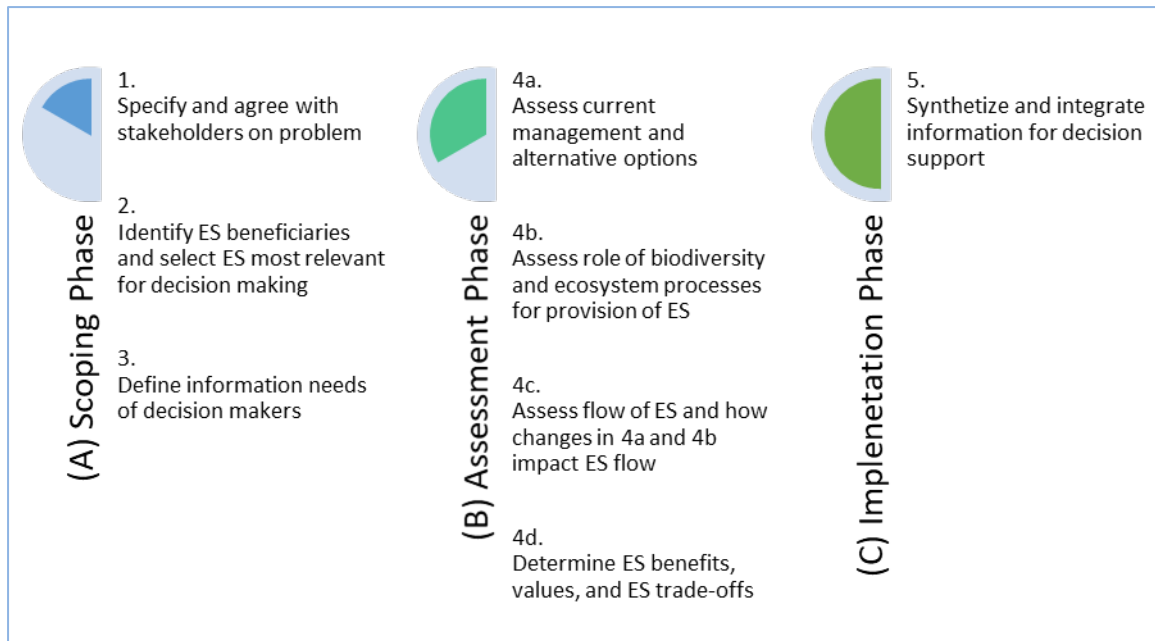 (A) Scoping Phase
1.
Specify and agree with
stakeholders on problem
2.
Identify ES beneficiaries
and select ES most relevant
for decision making
3.
Define information needs
of decision makers
(B) Assessment Phase
4a.
Assess current
management and
alternative options
4b.
Assess role of biodiversity
and ecosystem processes
for provision of ES
4c.
Assess flow of ES and how
changes in 4a and 4b
impact ES flow
4d.
Determine ES benefits,
values, and ES trade-offs
(C) Implenetation Phase
5.
Synthetize and integrate
information for decision
support